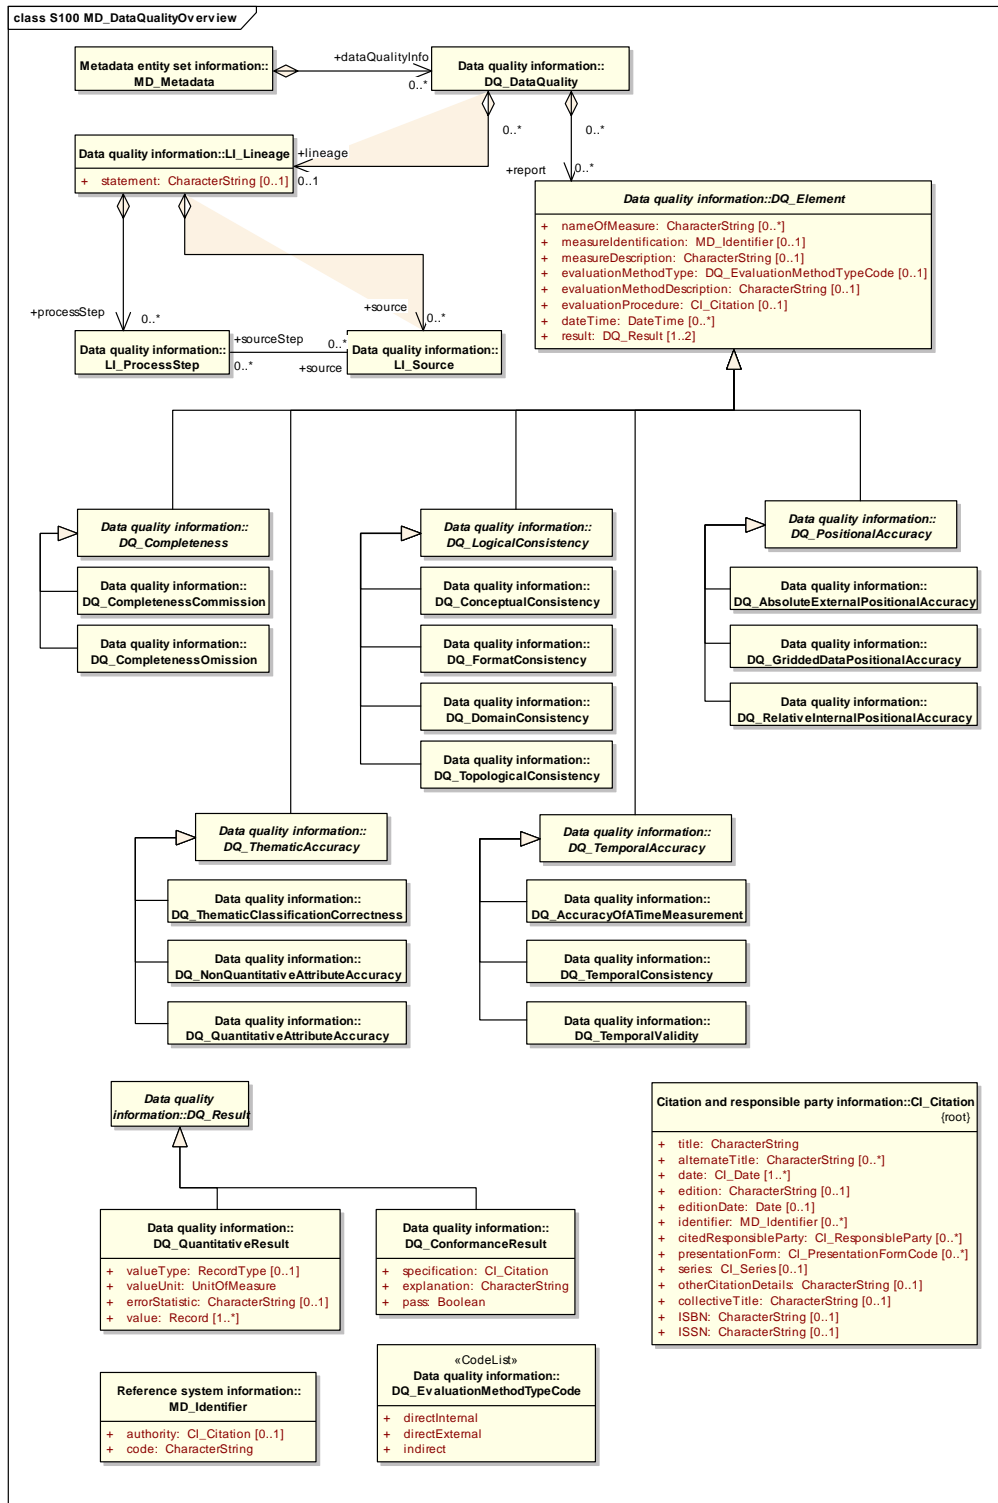 class S100 MD_DataQualityOverview
Metadata entity set information::
MD_Metadata
+dataQualityInfo
0..*
Data quality information::
DQ_DataQuality
0..*
0..*
+report
Data quality information::LI_Lineage
+ statement: CharacterString [0..1]
+lineage
0..1
Data quality information::DQ_Element
+ nameOfMeasure: CharacterString [0..*]
+ measureIdentification: MD_Identifier [0..1]
+ measureDescription: CharacterString [0..1]
+ evaluationMethodType: DQ_EvaluationMethodTypeCode [0..1]
+ evaluationMethodDescription: CharacterString [0..1]
+ evaluationProcedure: CI_Citation [0..1]
+ dateTime: DateTime [0..*]
+ result: DQ_Result [1..2]
+processStep
0..*
+source
0..*
Data quality information::
LI_ProcessStep
+sourceStep
0..*
0..*
+source
Data quality information::
LI_Source
Data quality information::
DQ_Completeness
Data quality information::
DQ_CompletenessCommission
Data quality information::
DQ_CompletenessOmission
Data quality information::
DQ_LogicalConsistency
Data quality information::
DQ_ConceptualConsistency
Data quality information::
DQ_FormatConsistency
Data quality information::
DQ_DomainConsistency
Data quality information::
DQ_TopologicalConsistency
Data quality information::
DQ_PositionalAccuracy
Data quality information::
DQ_AbsoluteExternalPositionalAccuracy
Data quality information::
DQ_GriddedDataPositionalAccuracy
Data quality information::
DQ_RelativeInternalPositionalAccuracy
Data quality information::
DQ_ThematicAccuracy
Data quality information::
DQ_ThematicClassificationCorrectness
Data quality information::
DQ_NonQuantitativeAttributeAccuracy
Data quality information::
DQ_QuantitativeAttributeAccuracy
Data quality information::
DQ_TemporalAccuracy
Data quality information::
DQ_AccuracyOfATimeMeasurement
Data quality information::
DQ_TemporalConsistency
Data quality information::
DQ_TemporalValidity
Data quality
information::DQ_Result
Data quality information::
DQ_QuantitativeResult
+ valueType: RecordType [0..1]
+ valueUnit: UnitOfMeasure
+ errorStatistic: CharacterString [0..1]
+ value: Record [1..*]
Data quality information::
DQ_ConformanceResult
+ specification: CI_Citation
+ explanation: CharacterString
+ pass: Boolean
Citation and responsible party information::CI_Citation
{root}
+ title: CharacterString
+ alternateTitle: CharacterString [0..*]
+ date: CI_Date [1..*]
+ edition: CharacterString [0..1]
+ editionDate: Date [0..1]
+ identifier: MD_Identifier [0..*]
+ citedResponsibleParty: CI_ResponsibleParty [0..*]
+ presentationForm: CI_PresentationFormCode [0..*]
+ series: CI_Series [0..1]
+ otherCitationDetails: CharacterString [0..1]
+ collectiveTitle: CharacterString [0..1]
+ ISBN: CharacterString [0..1]
+ ISSN: CharacterString [0..1]
Reference system information::
MD_Identifier
+ authority: CI_Citation [0..1]
+ code: CharacterString
«CodeList»
Data quality information::
DQ_EvaluationMethodTypeCode
+ directInternal
+ directExternal
+ indirect